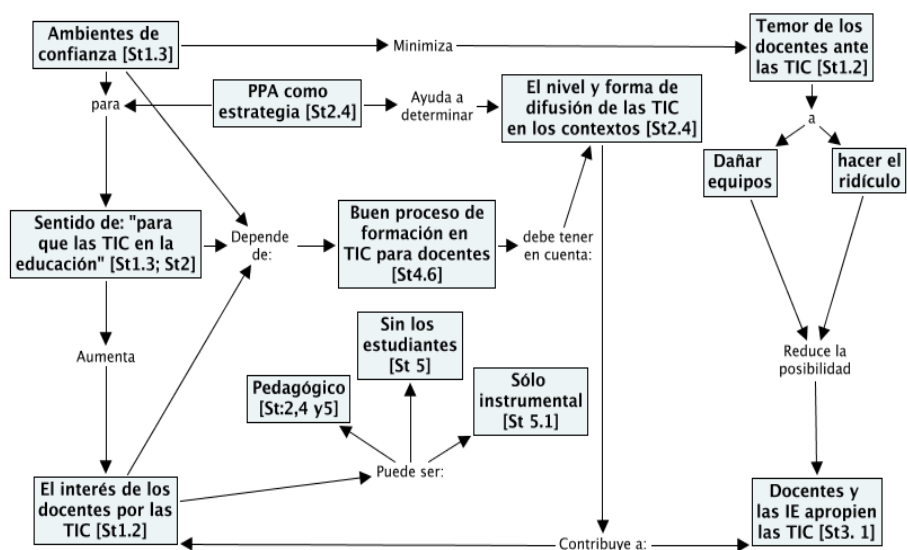 Ambientes de
confianza [St1.3]
Minimiza
Temor de los
docentes ante
las TIC [St1.2]
para
PPA como
estrategia [St2.4]
Ayuda a
determinar
El nivel y forma de
difusión de las TIC
en los contextos [St2.4]
a
Dañar
equipos
hacer el
ridículo
Sentido de: "para
que las TIC en la
educación" [St1.3; St2]
Depende
de:
Buen proceso de
formación en
TIC para docentes
[St4.6]
debe tener
en cuenta:
Aumenta
Sin los
estudiantes
[St 5]
Reduce la
posibilidad
Pedagógico
[St:2,4 y5]
Sólo
instrumental
[St 5.1]
Puede ser:
El interés de los
docentes por las
TIC [St1.2]
Docentes y
las IE apropien
las TIC [St3. 1]
Contribuye a: